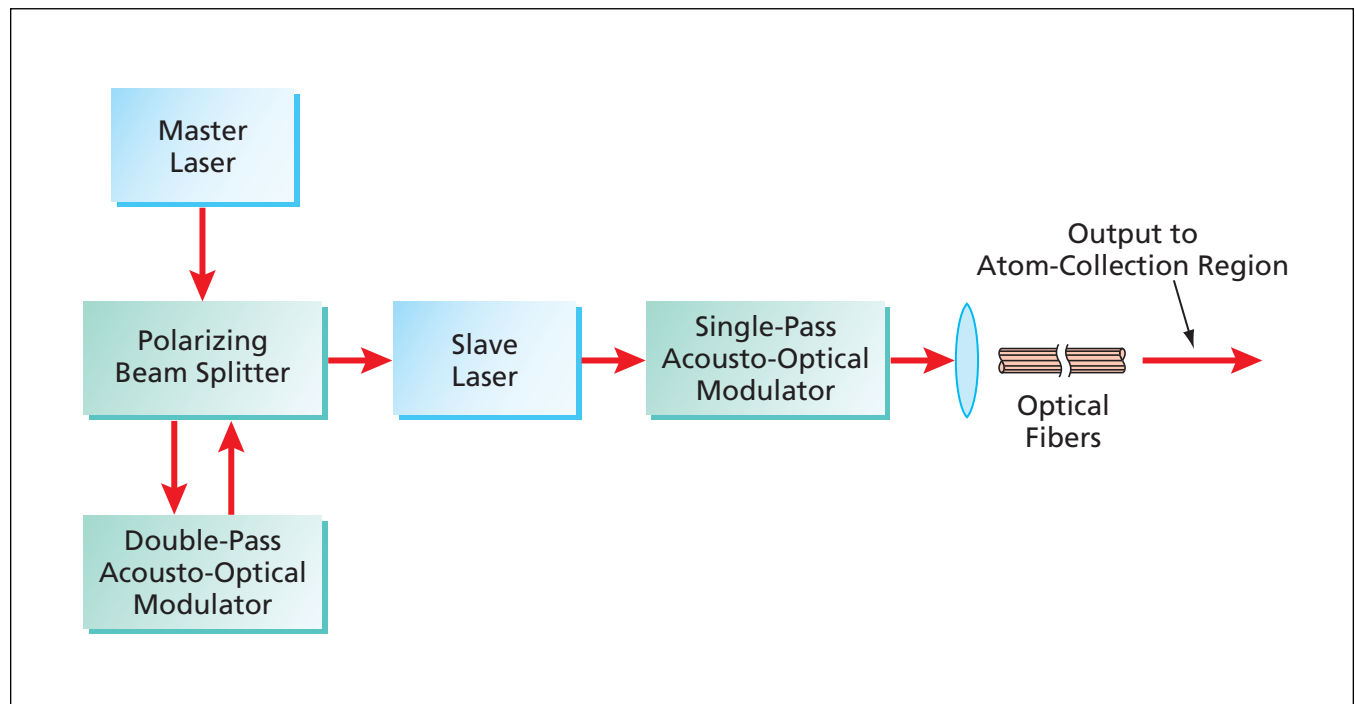 Master
Laser
Polarizing
Beam Splitter
Slave
Laser
Single-Pass
Acousto-Optical
Modulator
Output to
Atom-Collection Region
Optical
Fibers
Double-Pass
Acousto-Optical
Modulator